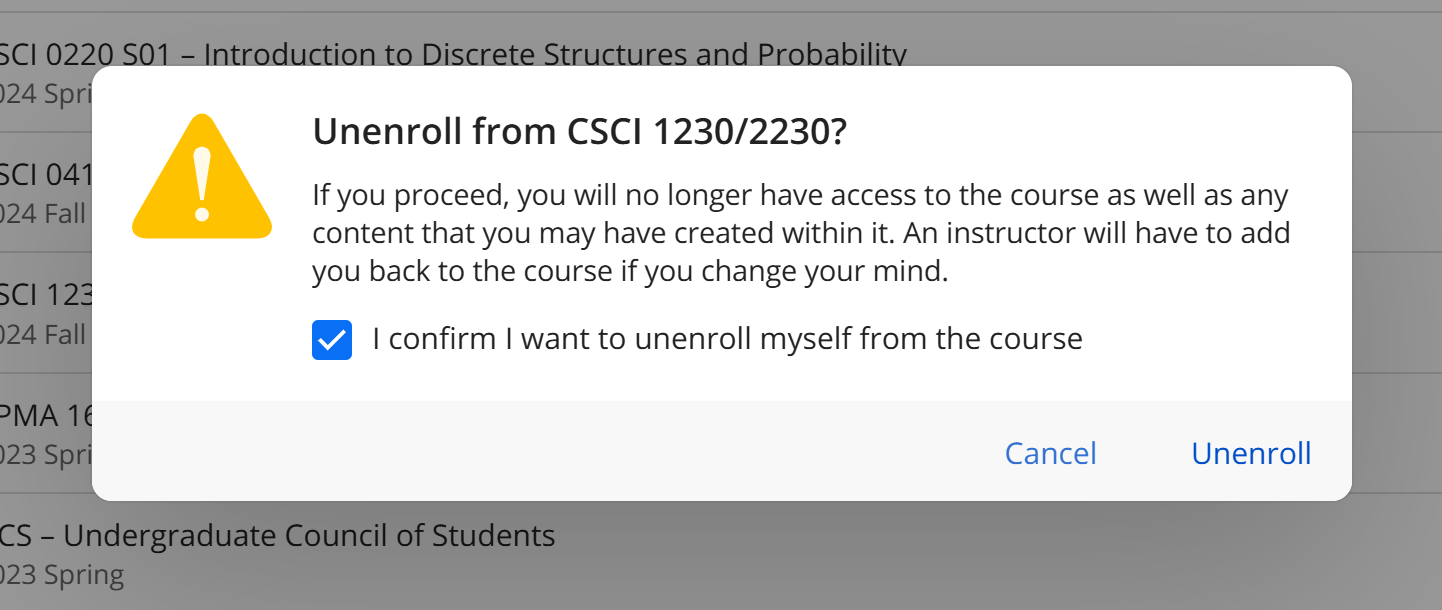 SCI 0220 S01 – Introduction to Discrete Structures and Probability
024 Spri
Unenroll from CSCI 1230/2230?
If you proceed, you will no longer have access to the course as well as any
content that you may have created within it. An instructor will have to add
you back to the course if you change your mind.
I confirm I want to unenroll myself from the course
Cancel
Unenroll
SCI 041
024 Fall
SCI 123
024 Fall
PMA 16
023 Spri
CS – Undergraduate Council of Students
023 Spring